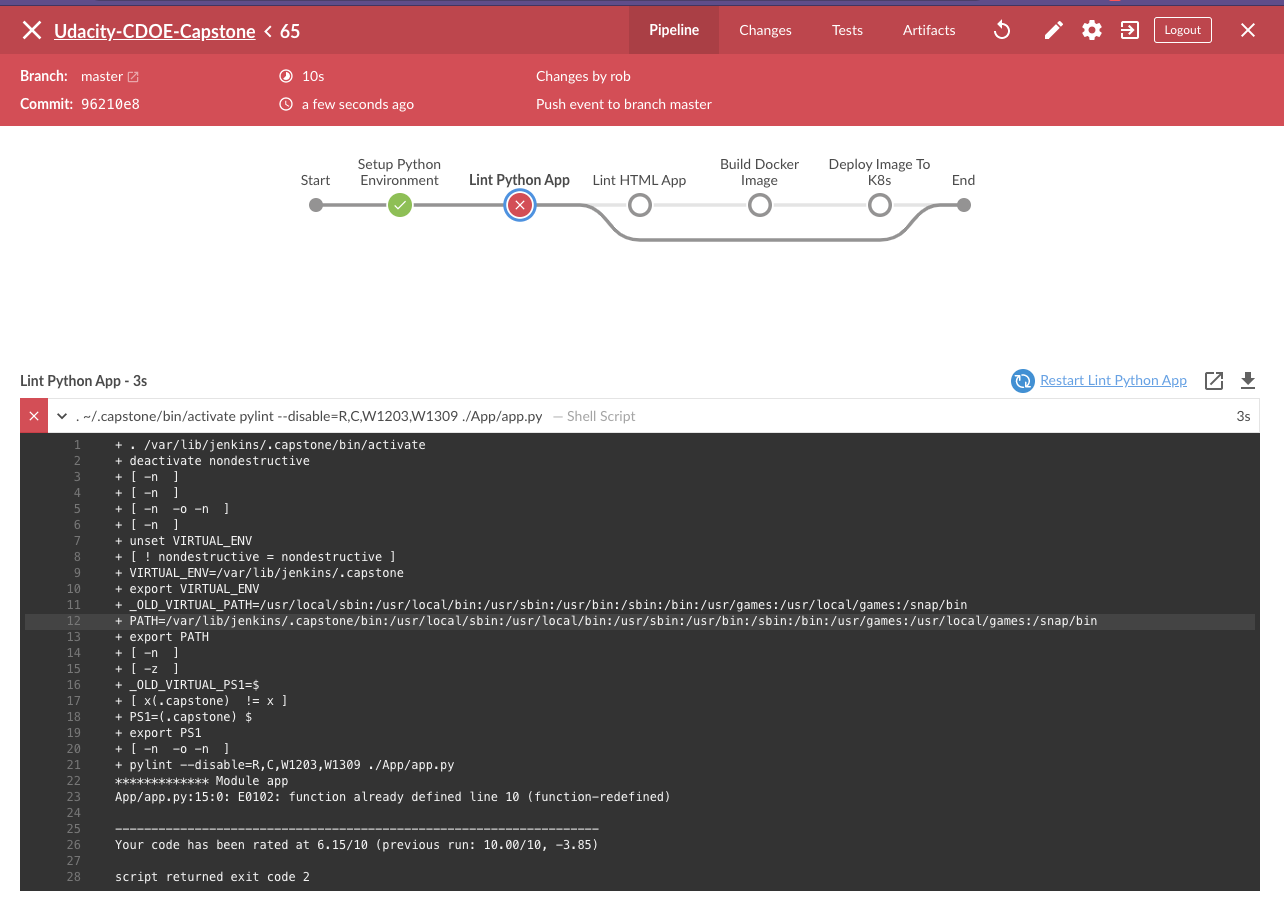 Udacity-CDOE-Capstone < 65
Pipeline
Changes
Tests
Artifacts
Logout
Branch: master
10s
Changes by rob
Commit: 96210e8
a few seconds ago
Push event to branch master
Start
Setup Python
Environment
Lint Python App
Lint HTML App
Build Docker
Image
Deploy Image To
K8s
End
Lint Python App - 3s
Restart Lint Python App
. ~/.capstone/bin/activate pylint --disable=R,C,W1203,W1309 ./App/app.py — Shell Script
3s
1 + . /var/lib/jenkins/.capstone/bin/activate
2 + deactivate nondestructive
3 + [ -n  ]
4 + [ -n  ]
5 + [ -n  -o -n  ]
6 + [ -n  ]
7 + unset VIRTUAL_ENV
8 + [ ! nondestructive = nondestructive ]
9 + VIRTUAL_ENV=/var/lib/jenkins/.capstone
10 + export VIRTUAL_ENV
11 + _OLD_VIRTUAL_PATH=/usr/local/sbin:/usr/local/bin:/usr/sbin:/usr/bin:/sbin:/bin:/usr/games:/usr/local/games:/snap/bin
12 + PATH=/var/lib/jenkins/.capstone/bin:/usr/local/sbin:/usr/local/bin:/usr/sbin:/usr/bin:/sbin:/bin:/usr/games:/usr/local/games:/snap/bin
13 + export PATH
14 + [ -n  ]
15 + [ -z  ]
16 + _OLD_VIRTUAL_PS1=$
17 + [ x(.capstone)  != x ]
18 + PS1=(.capstone) $
19 + export PS1
20 + [ -n  -o -n  ]
21 + pylint --disable=R,C,W1203,W1309 ./App/app.py
22 ************* Module app
23 App/app.py:15:0: E0102: function already defined line 10 (function-redefined)
24
25 -------------------------------------------------------------------
26 Your code has been rated at 6.15/10 (previous run: 10.00/10, -3.85)
27
28 script returned exit code 2